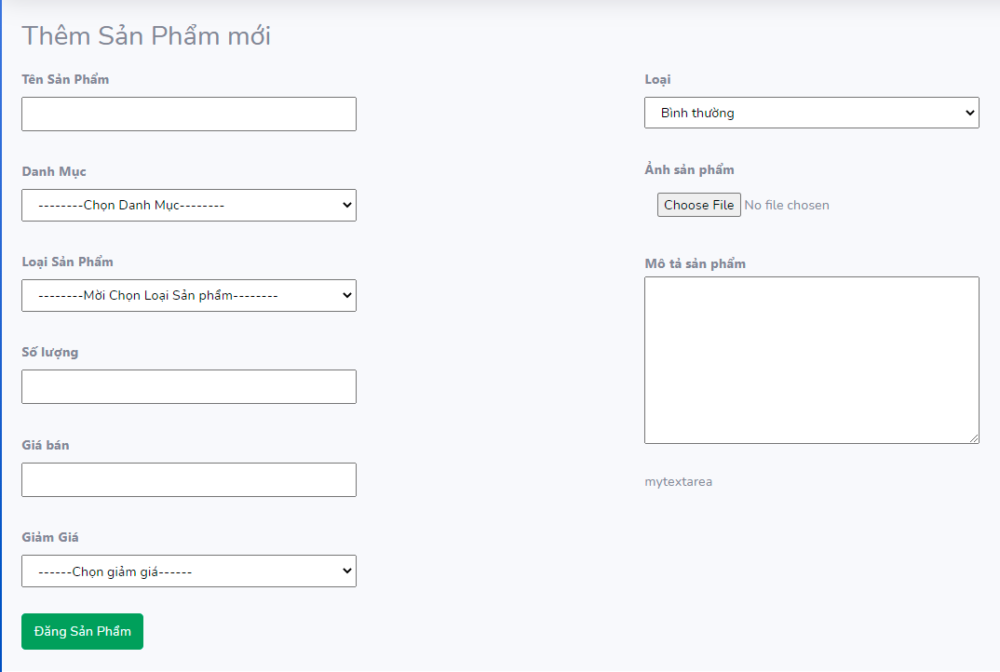 Thêm Sản Phẩm mới
Tên Sản Phẩm
Danh Mục
--------Chọn Danh Mục--------
Loại Sản Phẩm
--------Mời Chọn Loại Sản phẩm--------
Số lượng
Giá bán
Giảm Giá
------Chọn giảm giá------
Đăng Sản Phẩm
Loại
Bình thường
Ảnh sản phẩm
Choose File No file chosen
Mô tả sản phẩm
mytextarea